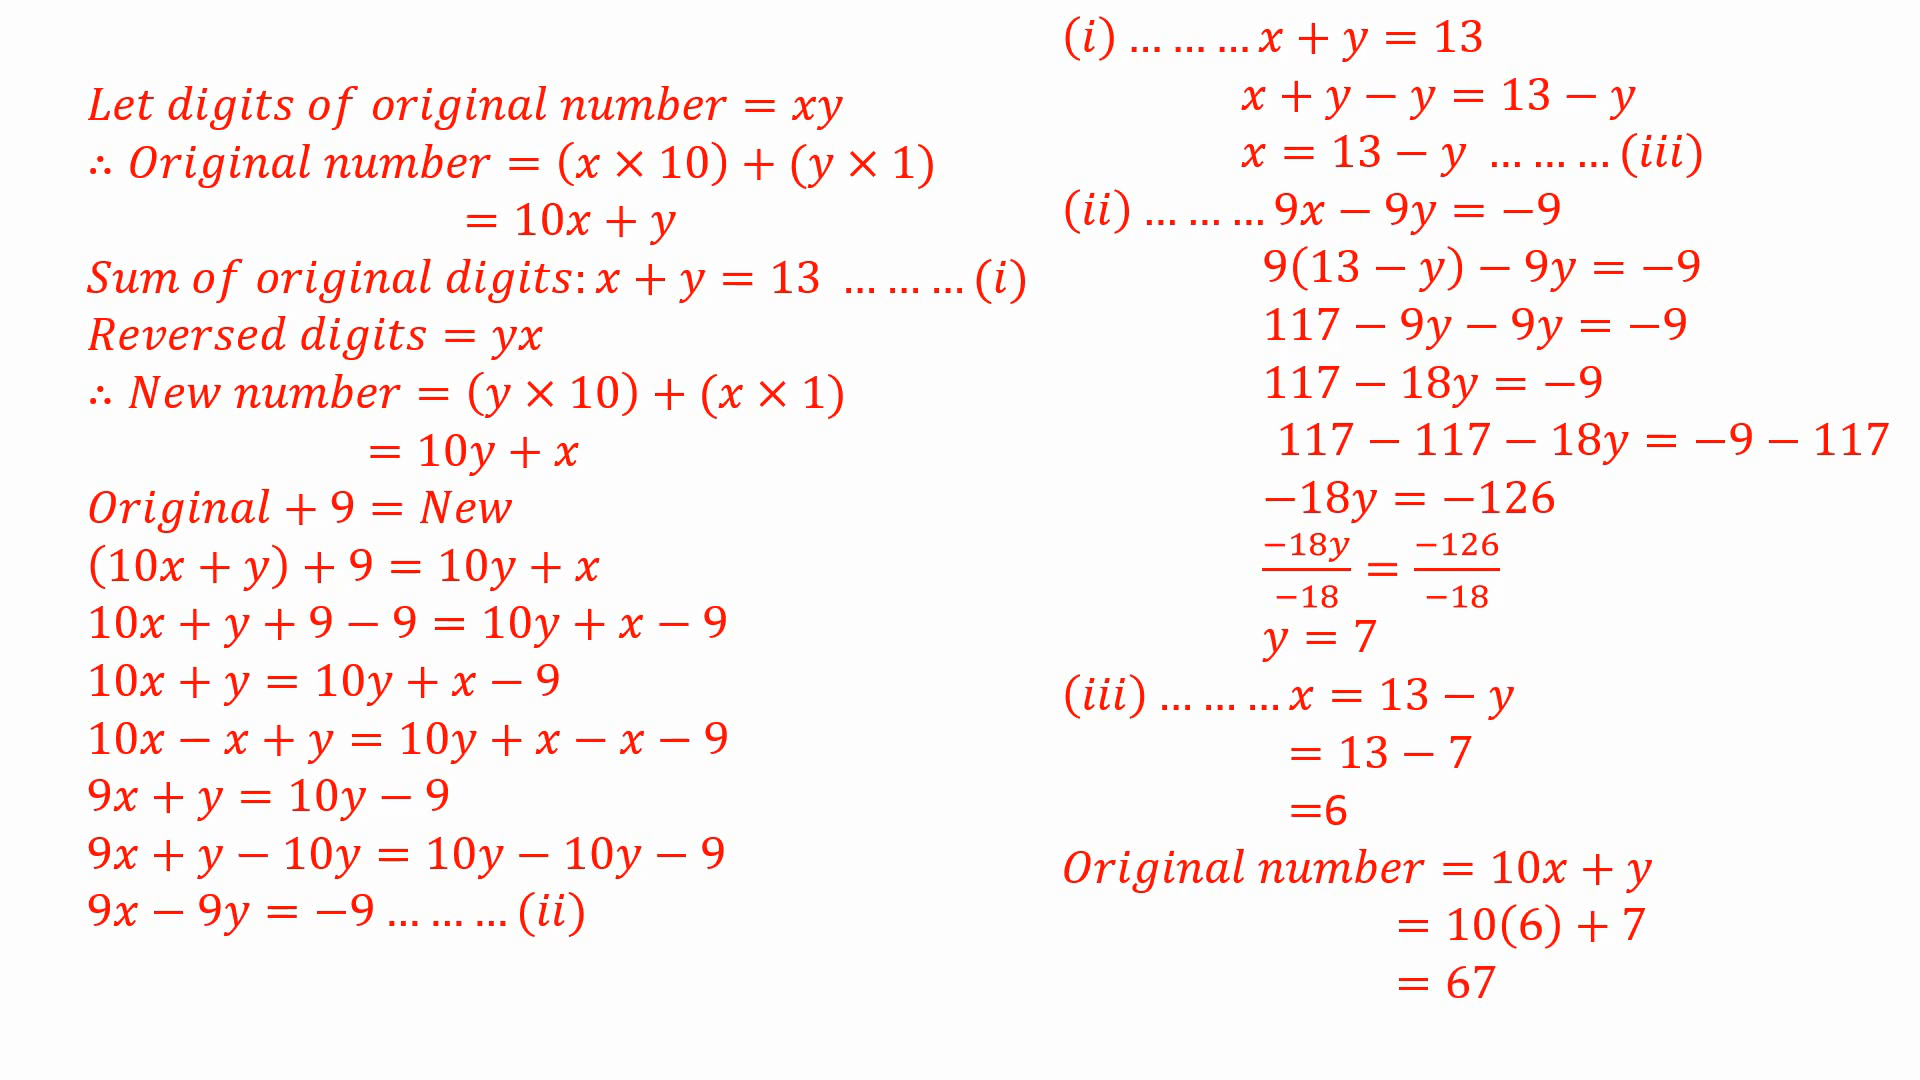 Let digits of original number = xy
∴ Original number = (x × 10) + (y × 1)
= 10x + y
Sum of original digits: x + y = 13 ... ... ... (i)
Reversed digits = yx
∴ New number = (y × 10) + (x × 1)
= 10y + x
Original + 9 = New
(10x + y) + 9 = 10y + x
10x + y + 9 − 9 = 10y + x − 9
10x + y = 10y + x − 9
10x − x + y = 10y + x − x − 9
9x + y = 10y − 9
9x + y − 10y = 10y − 10y − 9
9x − 9y = −9 ... ... ... (ii)
(i) ... ... ... x + y = 13
x + y − y = 13 − y
x = 13 − y ... ... ... (iii)
(ii) ... ... ... 9x − 9y = −9
9(13 − y) − 9y = −9
117 − 9y − 9y = −9
117 − 18y = −9
117 − 117 − 18y = −9 − 117
−18y = −126
−18y/−18 = −126/−18
y = 7
(iii) ... ... ... x = 13 − y
= 13 − 7
=6
Original number = 10x + y
= 10(6) + 7
= 67